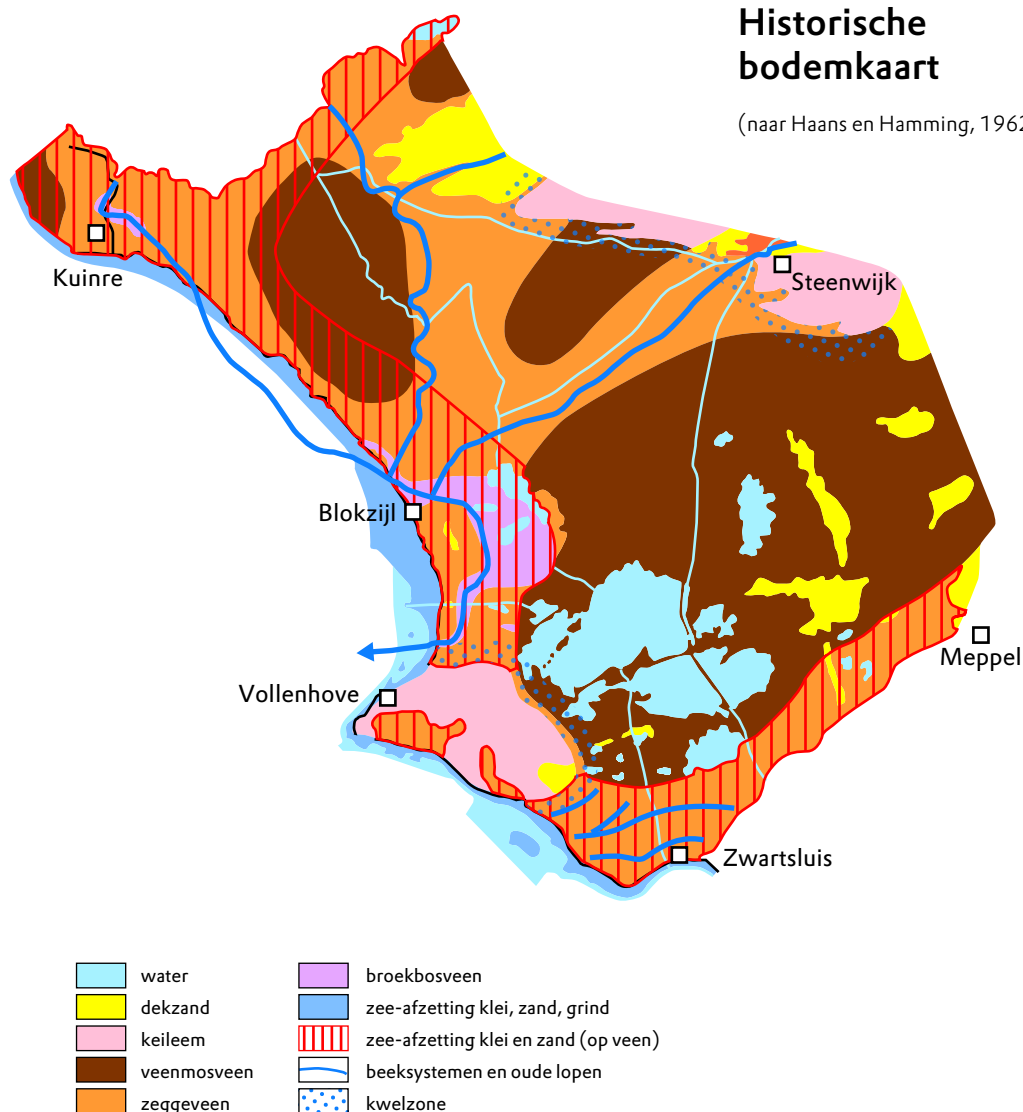 Historische
bodemkaart
(naar Haans en Hamming, 1962
Kuinre
Steenwijk
Blokzijl
Meppel
Vollenhove
Zwartsluis
water
dekzand
keileem
veenmosveen
zeggeveen
broekbosveen
zee-afzetting klei, zand, grind
zee-afzetting klei en zand (op veen)
beeksystemen en oude lopen
kwelzone